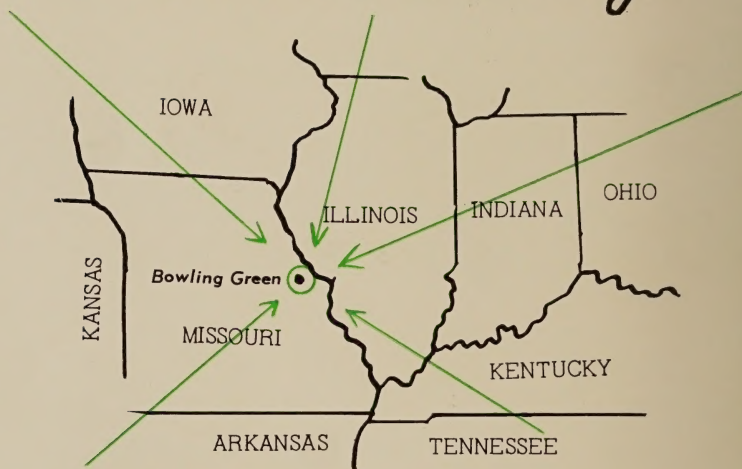 IOWA
ILLINOIS
INDIANA
OHIO
Bowling Green
KANSAS
MISSOURI
KENTUCKY
ARKANSAS
TENNESSEE